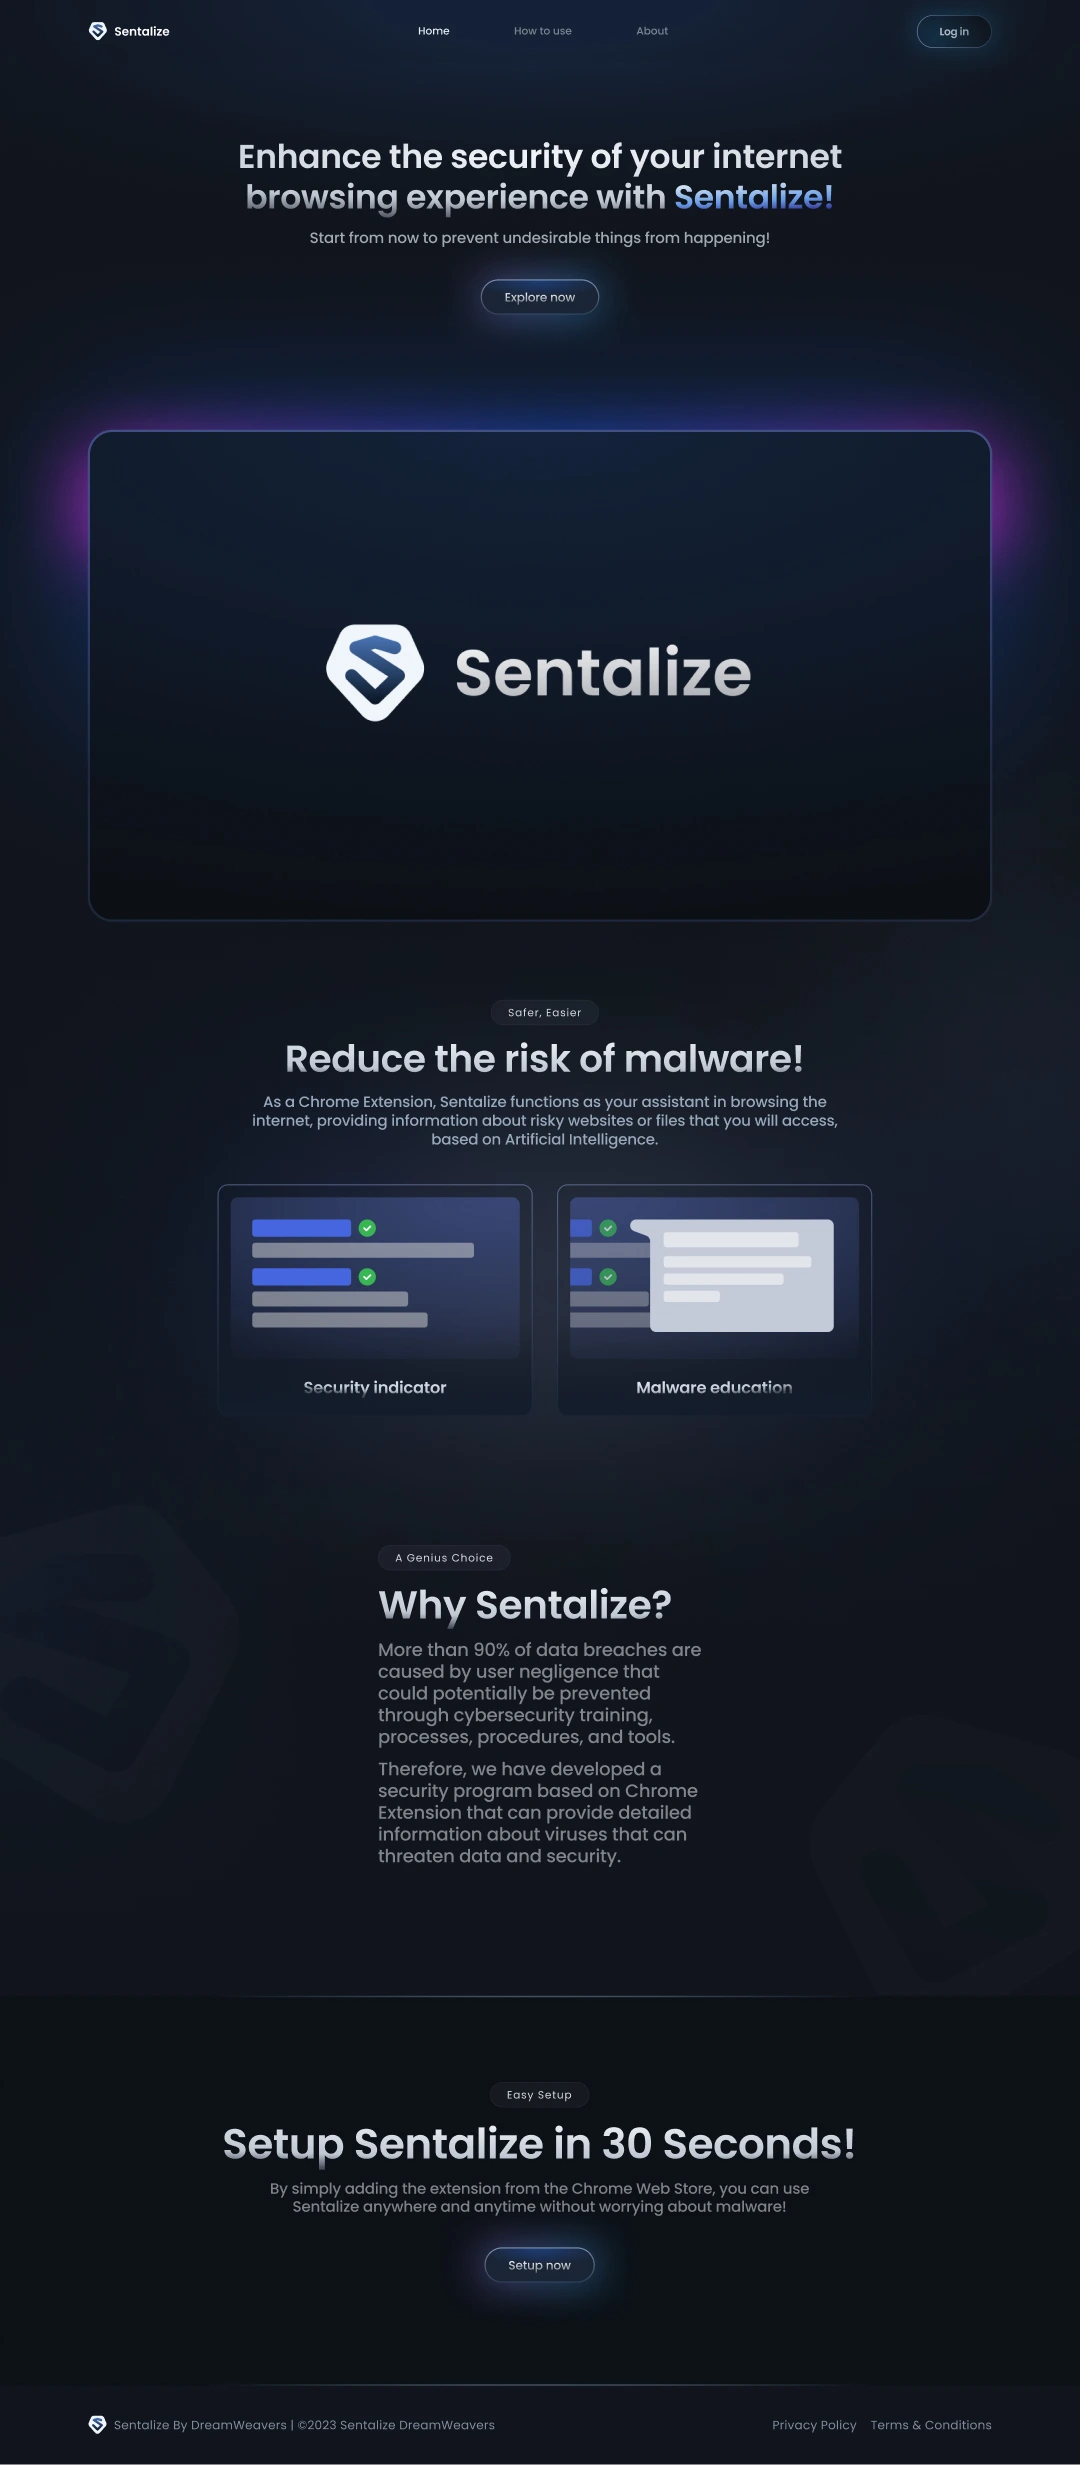 Sentalize
Home
How to use
About
Log in
Enhance the security of your internet
browsing experience with Sentalize!
Start from now to prevent undesirable things from happening!
Explore now
Sentalize
Safer, Easier
Reduce the risk of malware!
As a Chrome Extension, Sentalize functions as your assistant in browsing the
internet, providing information about risky websites or files that you will access,
based on Artificial Intelligence.
Security indicator
Malware education
A Genius Choice
Why Sentalize?
More than 90% of data breaches are
caused by user negligence that
could potentially be prevented
through cybersecurity training,
processes, procedures, and tools.
Therefore, we have developed a
security program based on Chrome
Extension that can provide detailed
information about viruses that can
threaten data and security.
Easy Setup
Setup Sentalize in 30 Seconds!
By simply adding the extension from the Chrome Web Store, you can use
Sentalize anywhere and anytime without worrying about malware!
Setup now
Sentalize By DreamWeavers | ©2023 Sentalize DreamWeavers
Privacy Policy
Terms & Conditions